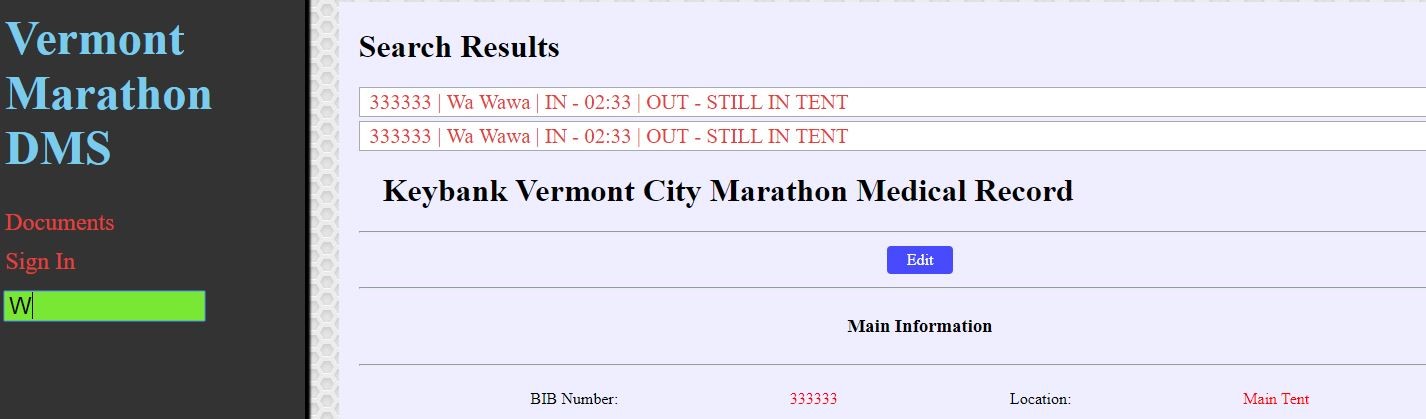 Vermont
Marathon
DMS
Documents
Sign In
W
Search Results
333333 | Wa Wawa | IN - 02:33 | OUT - STILL IN TENT
333333 | Wa Wawa | IN - 02:33 | OUT - STILL IN TENT
Keybank Vermont City Marathon Medical Record
Edit
Main Information
BIB Number: 333333 Location: Main Tent